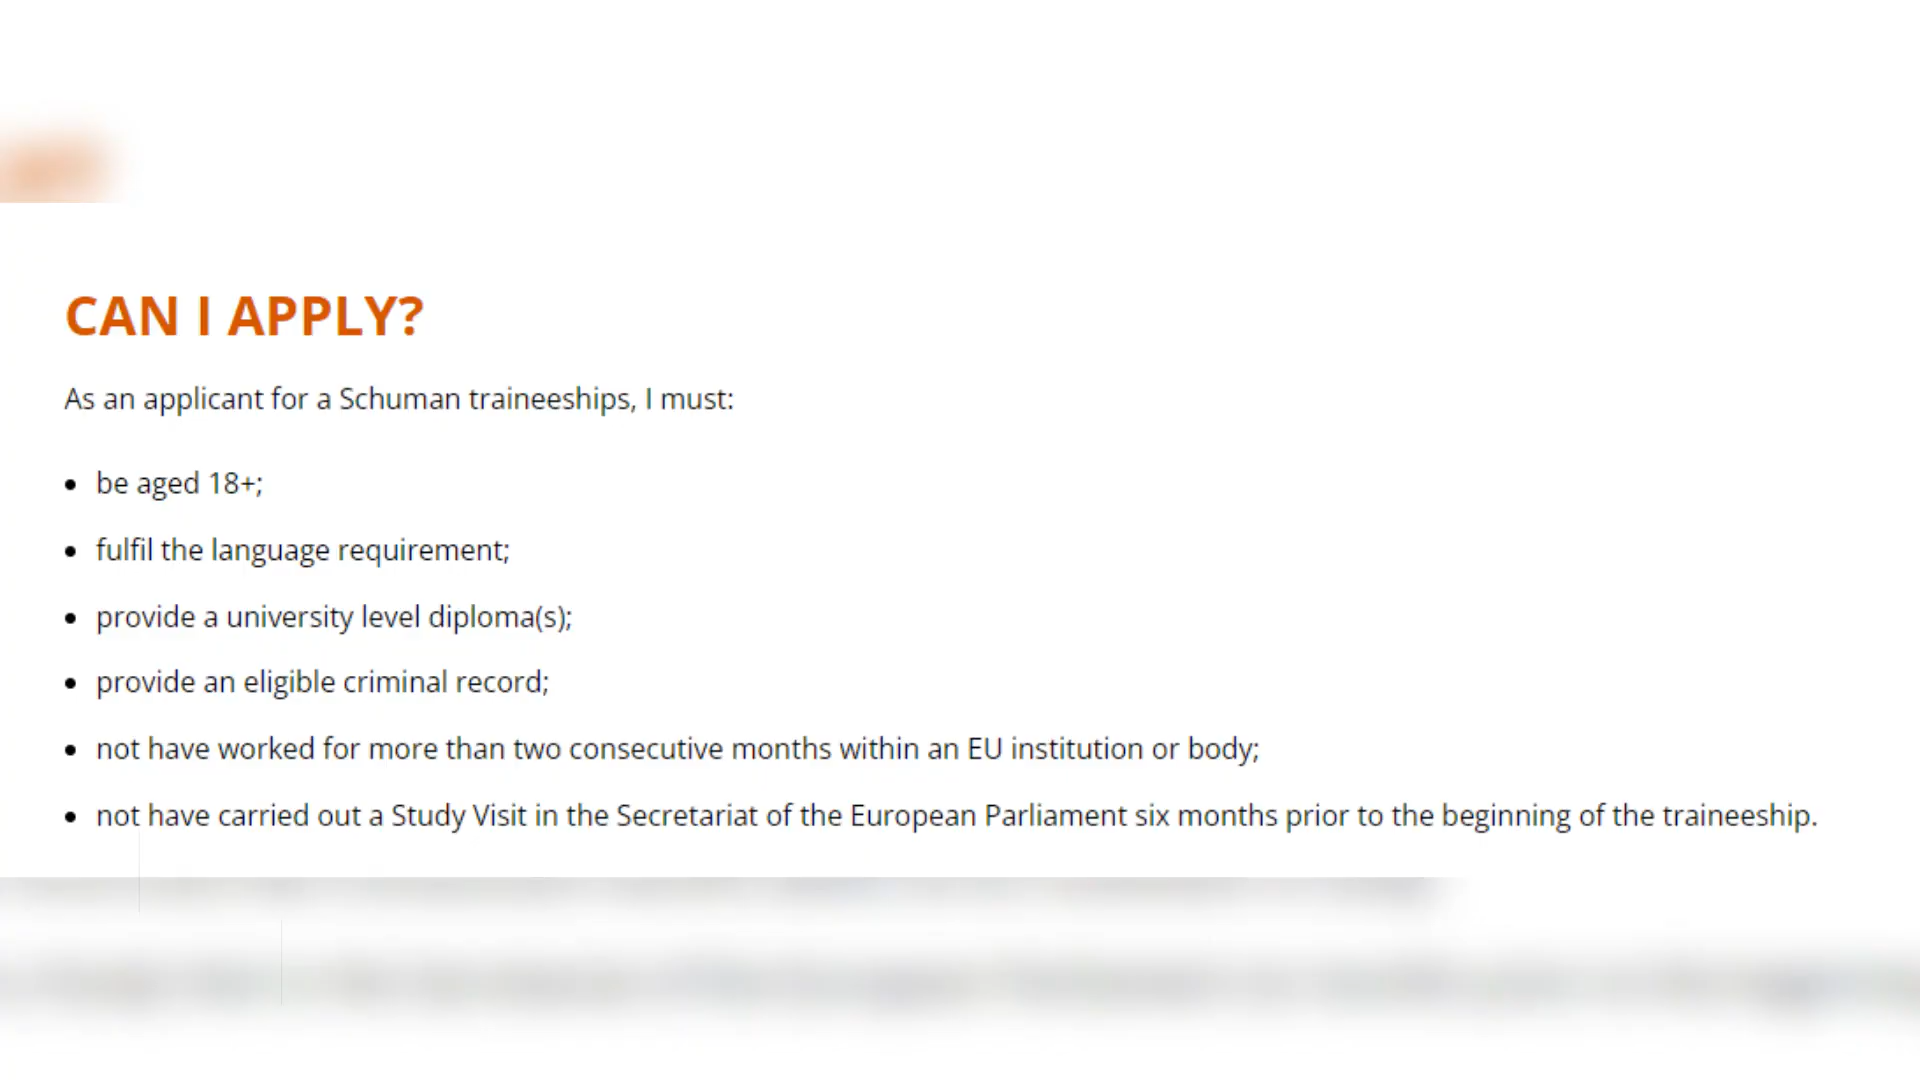 CAN I APPLY?
As an applicant for a Schuman traineeships, I must:
• be aged 18+;
• fulfil the language requirement;
• provide a university level diploma(s);
• provide an eligible criminal record;
• not have worked for more than two consecutive months within an EU institution or body;
• not have carried out a Study Visit in the Secretariat of the European Parliament six months prior to the beginning of the traineeship.